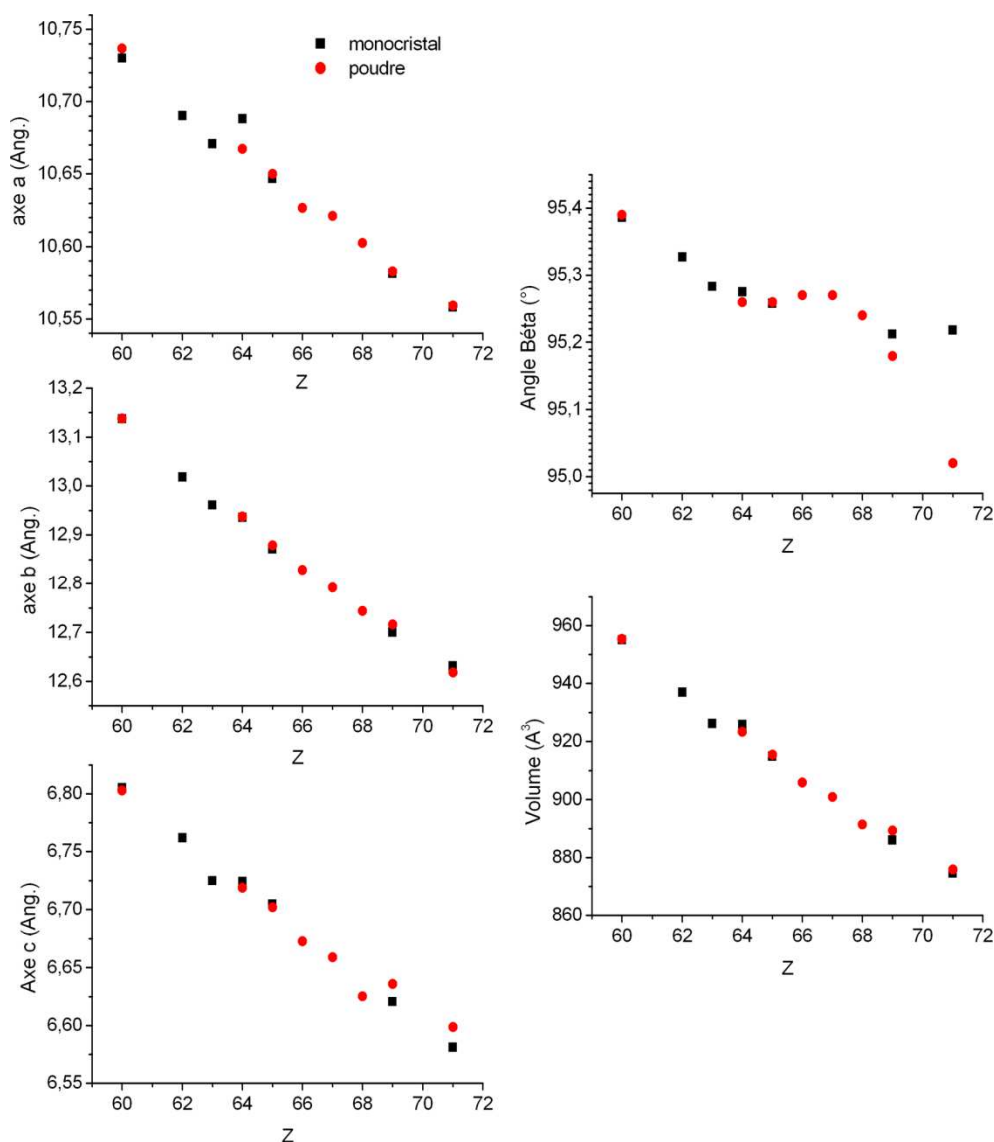 10,75
10,70
10,65
10,60
10,55
axe a (Ang.)
monocristal
poudre
60 62 64 66 68 70 72
Z
13,2
13,1
13,0
12,9
12,8
12,7
12,6
axe b (Ang.)
60 62 64 66 68 70 72
Z
6,80
6,75
6,70
6,65
6,60
6,55
Axe c (Ang.)
60 62 64 66 68 70 72
Z
95,4
95,3
95,2
95,1
95,0
Angle Béta (°)
60 62 64 66 68 70 72
Z
960
940
920
900
880
860
Volume (A³)
60 62 64 66 68 70 72
Z